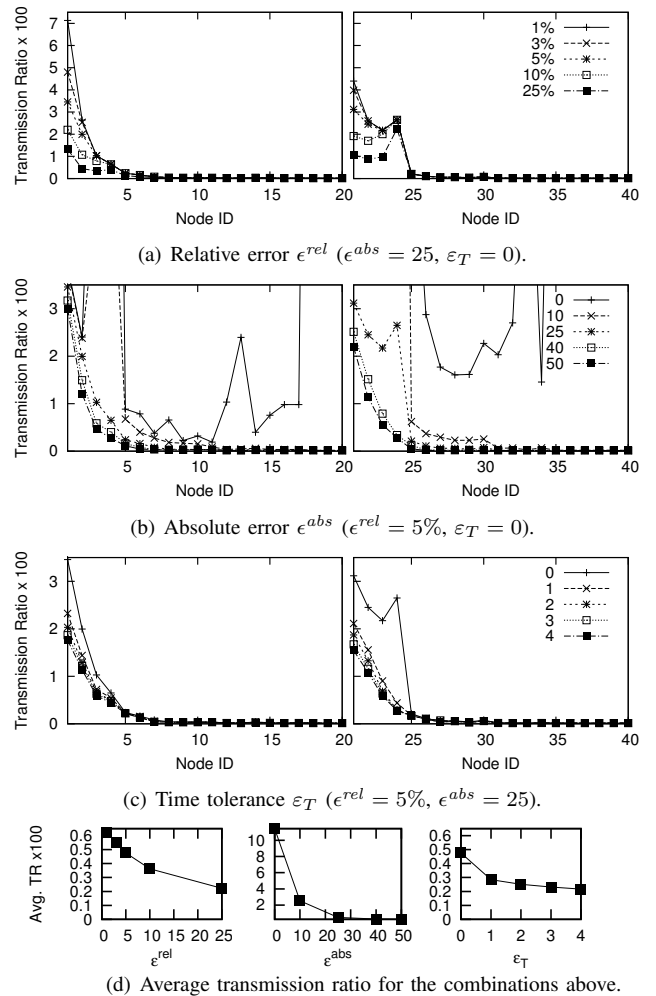 Transmission Ratio x 100
7
6
5
4
3
2
1
0
5 10 15 20
25 30 35 40
Node ID
Node ID
1%
3%
5%
10%
25%
(a) Relative error ϵ^rel (ϵ^abs = 25, ε_T = 0).
Transmission Ratio x 100
3
2
1
0
5 10 15 20
25 30 35 40
Node ID
Node ID
0
10
25
40
50
(b) Absolute error ϵ^abs (ϵ^rel = 5%, ε_T = 0).
Transmission Ratio x 100
3
2
1
0
5 10 15 20
25 30 35 40
Node ID
Node ID
0
1
2
3
4
(c) Time tolerance ε_T (ϵ^rel = 5%, ϵ^abs = 25).
Avg. TR x100
0.6
0.5
0.4
0.3
0.2
0.1
0
0 5 10 15 20 25
ε^rel
10
8
6
4
2
0 10 20 30 40 50
ε^abs
0.6
0.5
0.4
0.3
0.2
0.1
0
0 1 2 3 4
ε_T
(d) Average transmission ratio for the combinations above.